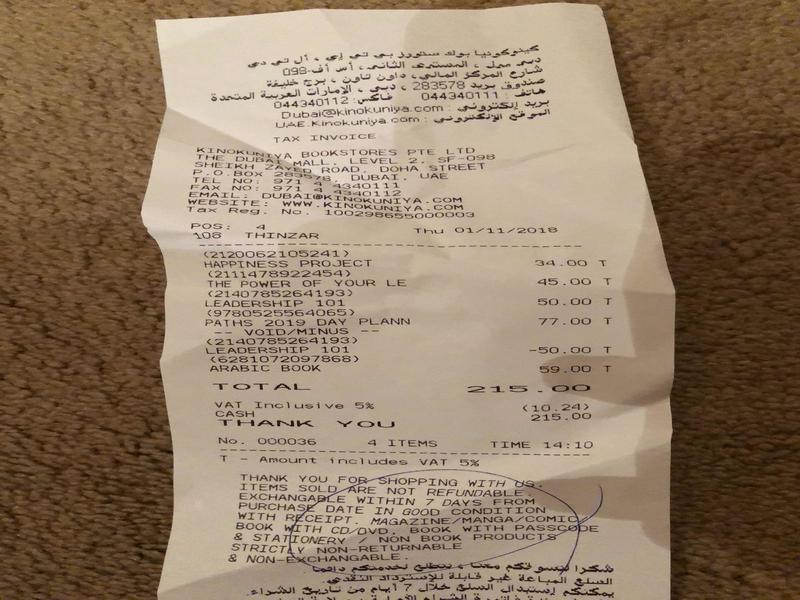 كينوكونيا بوك ستورز بي تي إي ، أل تي دي
دبي مول ، المستوى الثاني ، أس أف-098
شارع المركز المالي ، داون تاون ، برج خليفة
صندوق بريد 283578 ، دبي ، الإمارات العربية المتحدة
هاتف : 044340111 فاكس : 044340112
بريد إلكتروني : Dubai@kinokuniya.com
الموقع الإلكتروني : UAE.Kinokuniya.com
TAX INVOICE
KINOKUNIYA BOOKSTORES PTE LTD
THE DUBAI MALL, LEVEL 2, SF-098
SHEIKH ZAYED ROAD, DOHA STREET
P.O.BOX 283578, DUBAI, UAE
TEL NO: 971 4 4340111
FAX NO: 971 4 4340112
EMAIL: DUBAI@KINOKUNIYA.COM
WEBSITE: WWW.KINOKUNIYA.COM
Tax Reg. No. 100298655000003
POS: 4 Thu 01/11/2018
108 THINZAR
(2120062105241)
HAPPINESS PROJECT 34.00 T
(2111478922454)
THE POWER OF YOUR LE 45.00 T
(2140785264193)
LEADERSHIP 101 50.00 T
(9780525564065)
PATHS 2019 DAY PLANN 77.00 T
-- VOID/MINUS --
(2140785264193)
LEADERSHIP 101 -50.00 T
(6281072097868)
ARABIC BOOK 59.00 T
TOTAL 215.00
VAT Inclusive 5% (10.24)
CASH 215.00
THANK YOU
No. 000036 4 ITEMS TIME 14:10
T - Amount includes VAT 5%
THANK YOU FOR SHOPPING WITH US.
ITEMS SOLD ARE NOT REFUNDABLE.
EXCHANGABLE WITHIN 7 DAYS FROM
PURCHASE DATE IN GOOD CONDITION
WITH RECEIPT. MAGAZINE/MANGA/COMIC
BOOK WITH CD/DVD, BOOK WITH PASSCODE
& STATIONERY / NON BOOK PRODUCTS
STRICTLY NON-RETURNABLE
& NON-EXCHANGABLE.
شكرا لتسوقكم معنا ، نتطلع لخدمتكم دائما
السلع المباعة غير قابلة للإسترداد النقدي
يمكنكم إستبدال السلع خلال 7 أيام من تاريخ الشراء